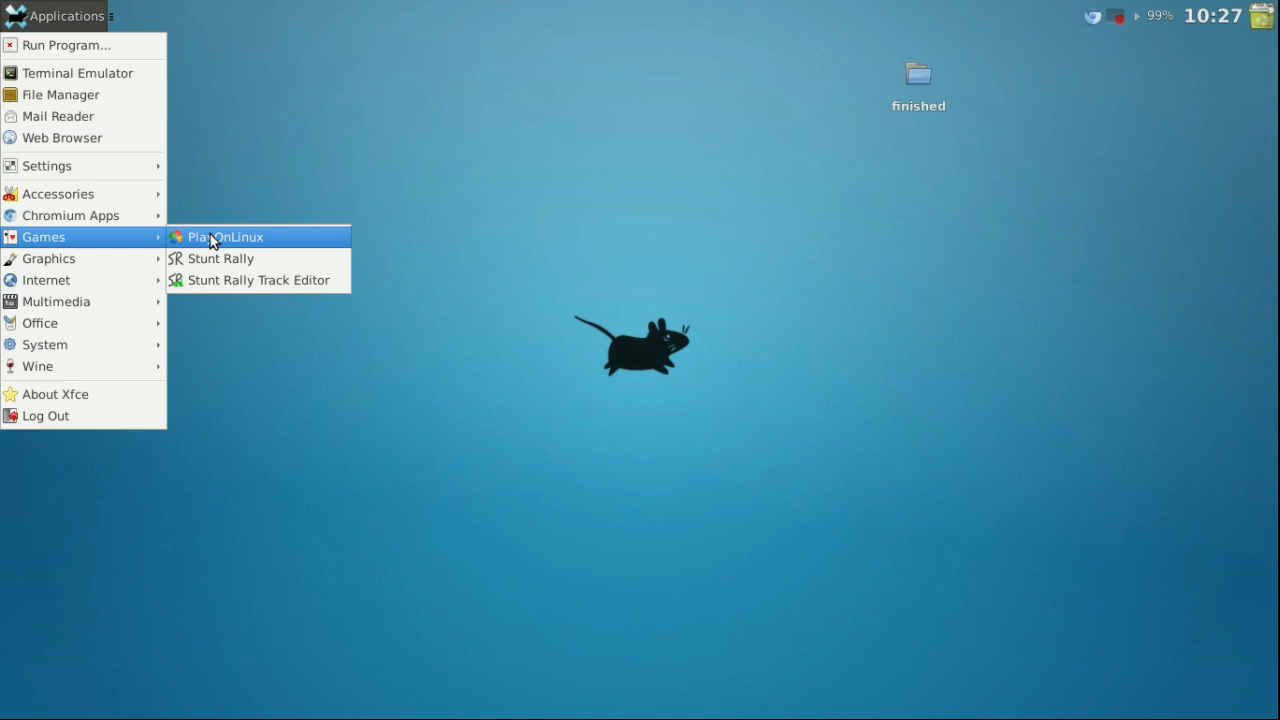 Applications
99%
10:27
Run Program...
Terminal Emulator
File Manager
Mail Reader
Web Browser
Settings
Accessories
Chromium Apps
Games
Graphics
Internet
Multimedia
Office
System
Wine
About Xfce
Log Out
PlayOnLinux
Stunt Rally
Stunt Rally Track Editor
finished